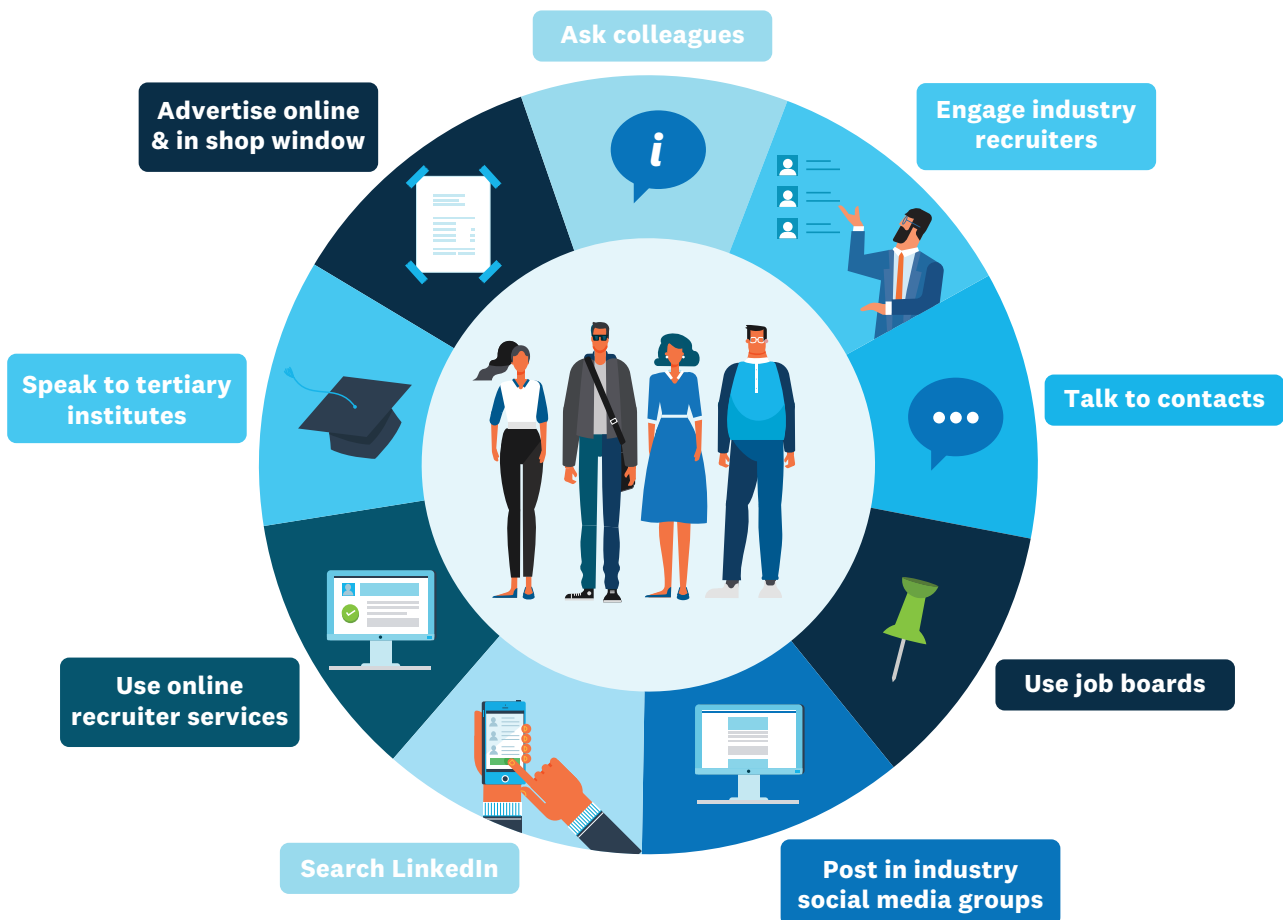 Ask colleagues
Advertise online
& in shop window
Engage industry
recruiters
i
Speak to tertiary
institutes
Talk to contacts
Use online
recruiter services
Use job boards
Search LinkedIn
Post in industry
social media groups